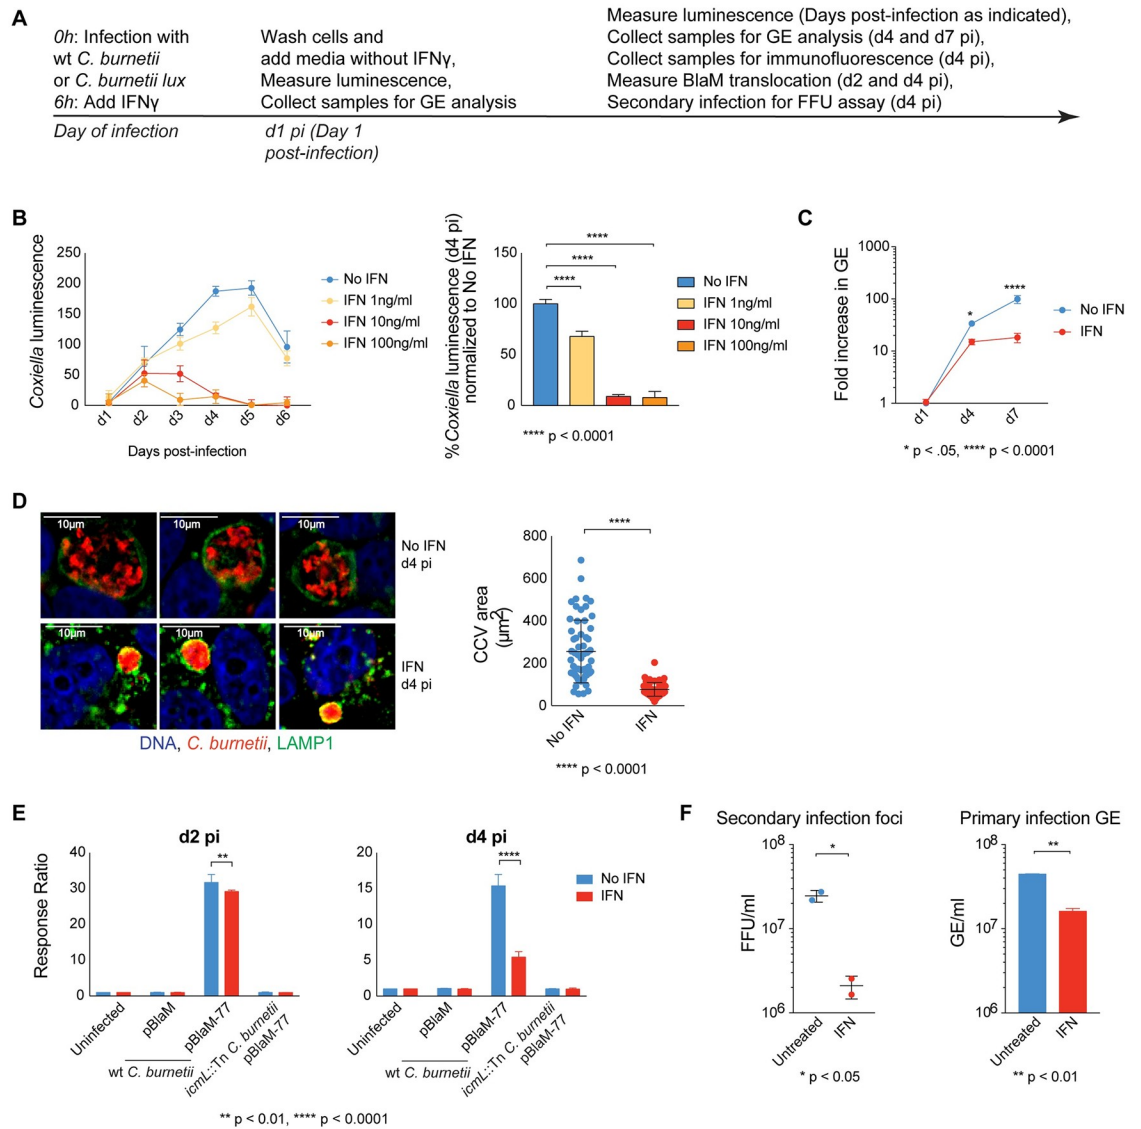 A
0h: Infection with
wt C. burnetii
or C. burnetii lux
6h: Add IFNγ
Wash cells and
add media without IFNγ,
Measure luminescence,
Collect samples for GE analysis
Measure luminescence (Days post-infection as indicated),
Collect samples for GE analysis (d4 and d7 pi),
Collect samples for immunofluorescence (d4 pi),
Measure BlaM translocation (d2 and d4 pi),
Secondary infection for FFU assay (d4 pi)
Day of infection
d1 pi (Day 1
post-infection)
B
Coxiella luminescence
250
200
150
100
50
0
d1
d2
d3
d4
d5
d6
Days post-infection
No IFN
IFN 1ng/ml
IFN 10ng/ml
IFN 100ng/ml
%Coxiella luminescence (d4 pi)
normalized to No IFN
150
100
50
0
****
****
****
No IFN
IFN 1ng/ml
IFN 10ng/ml
IFN 100ng/ml
**** p < 0.0001
C
Fold increase in GE
1000
100
10
1
*
****
d1
d4
d7
No IFN
IFN
* p < .05, **** p < 0.0001
D
10µm
10µm
10µm
No IFN
d4 pi
10µm
10µm
10µm
IFN
d4 pi
DNA, C. burnetii, LAMP1
CCV area
(µm2)
800
600
400
200
0
****
No IFN
IFN
**** p < 0.0001
E
d2 pi
Response Ratio
40
30
20
10
0
**
Uninfected
pBlaM
pBlaM-77
icmL::Tn C. burnetii
pBlaM-77
wt C. burnetii
d4 pi
20
15
10
5
0
****
Uninfected
pBlaM
pBlaM-77
icmL::Tn C. burnetii
pBlaM-77
wt C. burnetii
No IFN
IFN
** p < 0.01, **** p < 0.0001
F
Secondary infection foci
FFU/ml
10^8
10^7
10^6
*
Untreated
IFN
* p < 0.05
Primary infection GE
GE/ml
10^8
10^7
10^6
**
Untreated
IFN
** p < 0.01